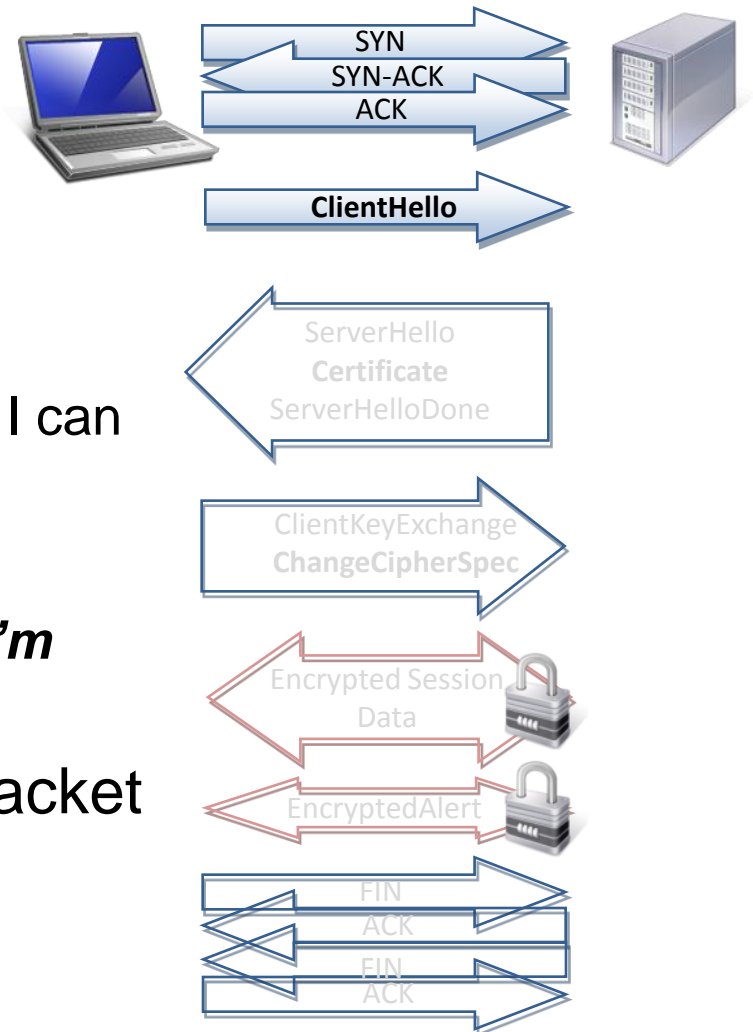 SYN
SYN-ACK
ACK
ClientHello
ServerHello
Certificate
ServerHelloDone
I can
ClientKeyExchange
ChangeCipherSpec
’m
Encrypted Session
Data
acket
EncryptedAlert
FIN
ACK
FIN
ACK